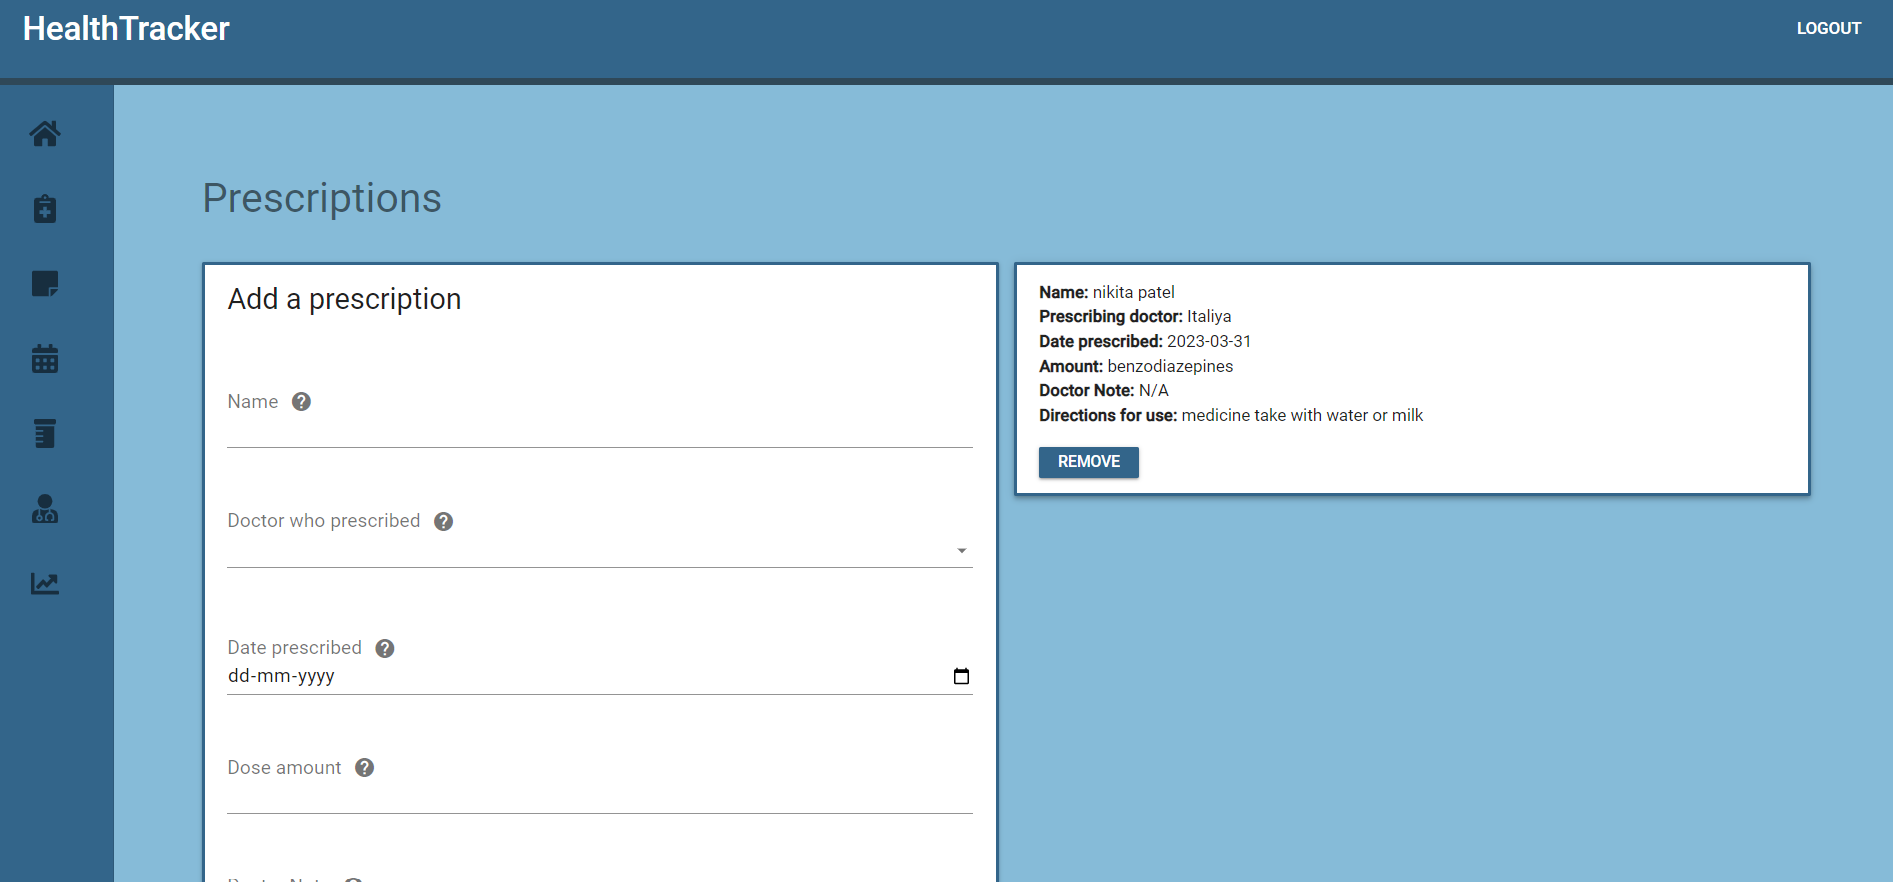 HealthTracker
LOGOUT
Prescriptions
Add a prescription
Name
Doctor who prescribed
Date prescribed
dd-mm-yyyy
Dose amount
Name: nikita patel
Prescribing doctor: Italiya
Date prescribed: 2023-03-31
Amount: benzodiazepines
Doctor Note: N/A
Directions for use: medicine take with water or milk
REMOVE